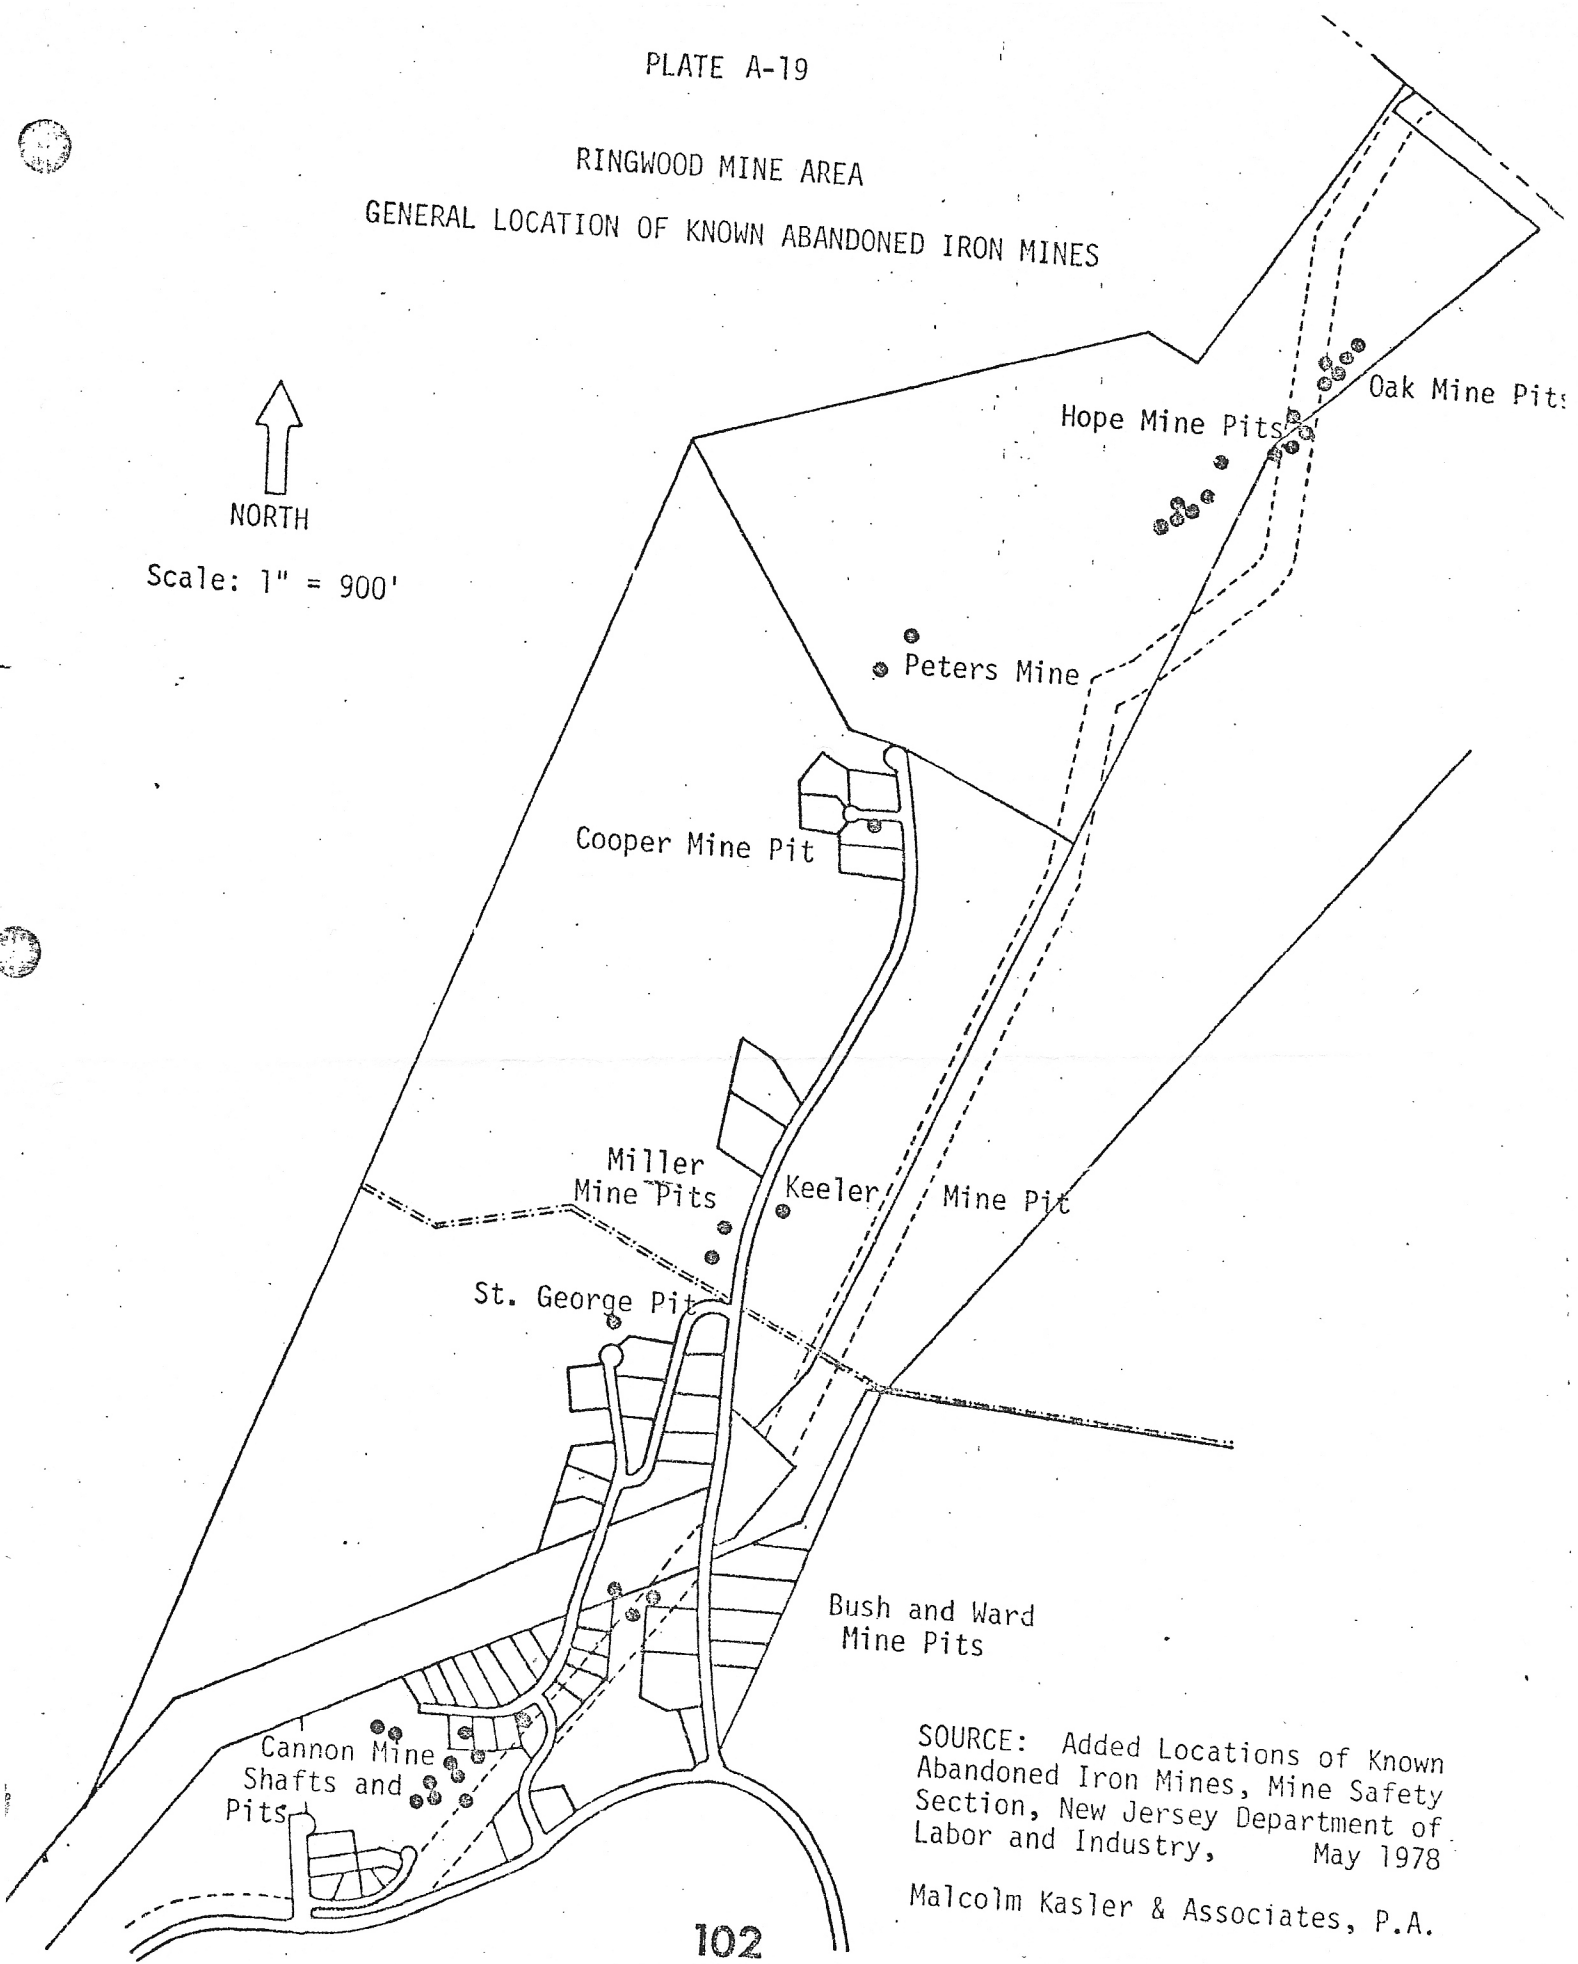 PLATE A-19
RINGWOOD MINE AREA
GENERAL LOCATION OF KNOWN ABANDONED IRON MINES
Oak Mine Pits
Hope Mine Pits
NORTH
Scale: 1" = 900'
Peters Mine
Cooper Mine Pit
Miller
Mine Pits
Keeler Mine Pit
St. George Pit
Bush and Ward
Mine Pits
Cannon Mine
Shafts and
Pits
SOURCE: Added Locations of Known
Abandoned Iron Mines, Mine Safety
Section, New Jersey Department of
Labor and Industry, May 1978
Malcolm Kasler & Associates, P.A.
102